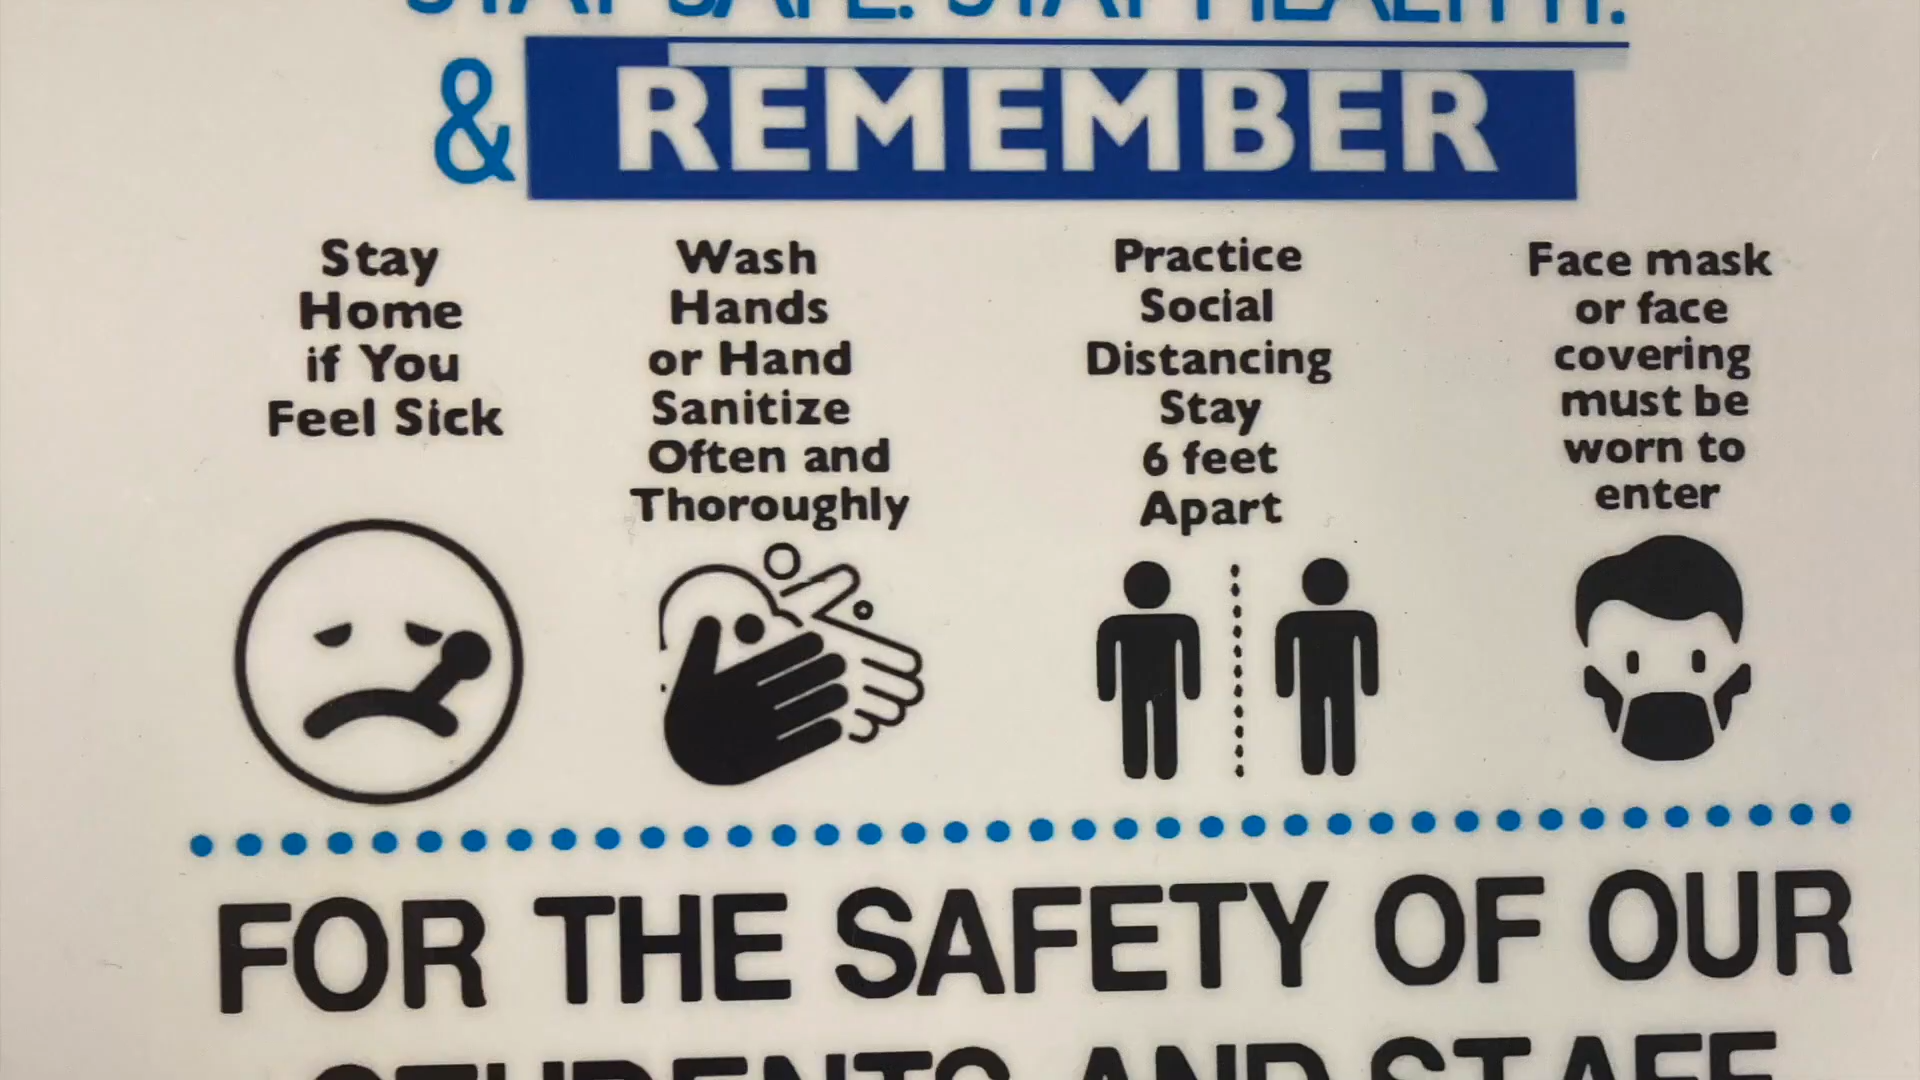 STAY SAFE. STAY HEALTHY.
& REMEMBER
Stay
Home
if You
Feel Sick
Wash
Hands
or Hand
Sanitize
Often and
Thoroughly
Practice
Social
Distancing
Stay
6 feet
Apart
Face mask
or face
covering
must be
worn to
enter
FOR THE SAFETY OF OUR
STUDENTS AND STAFF